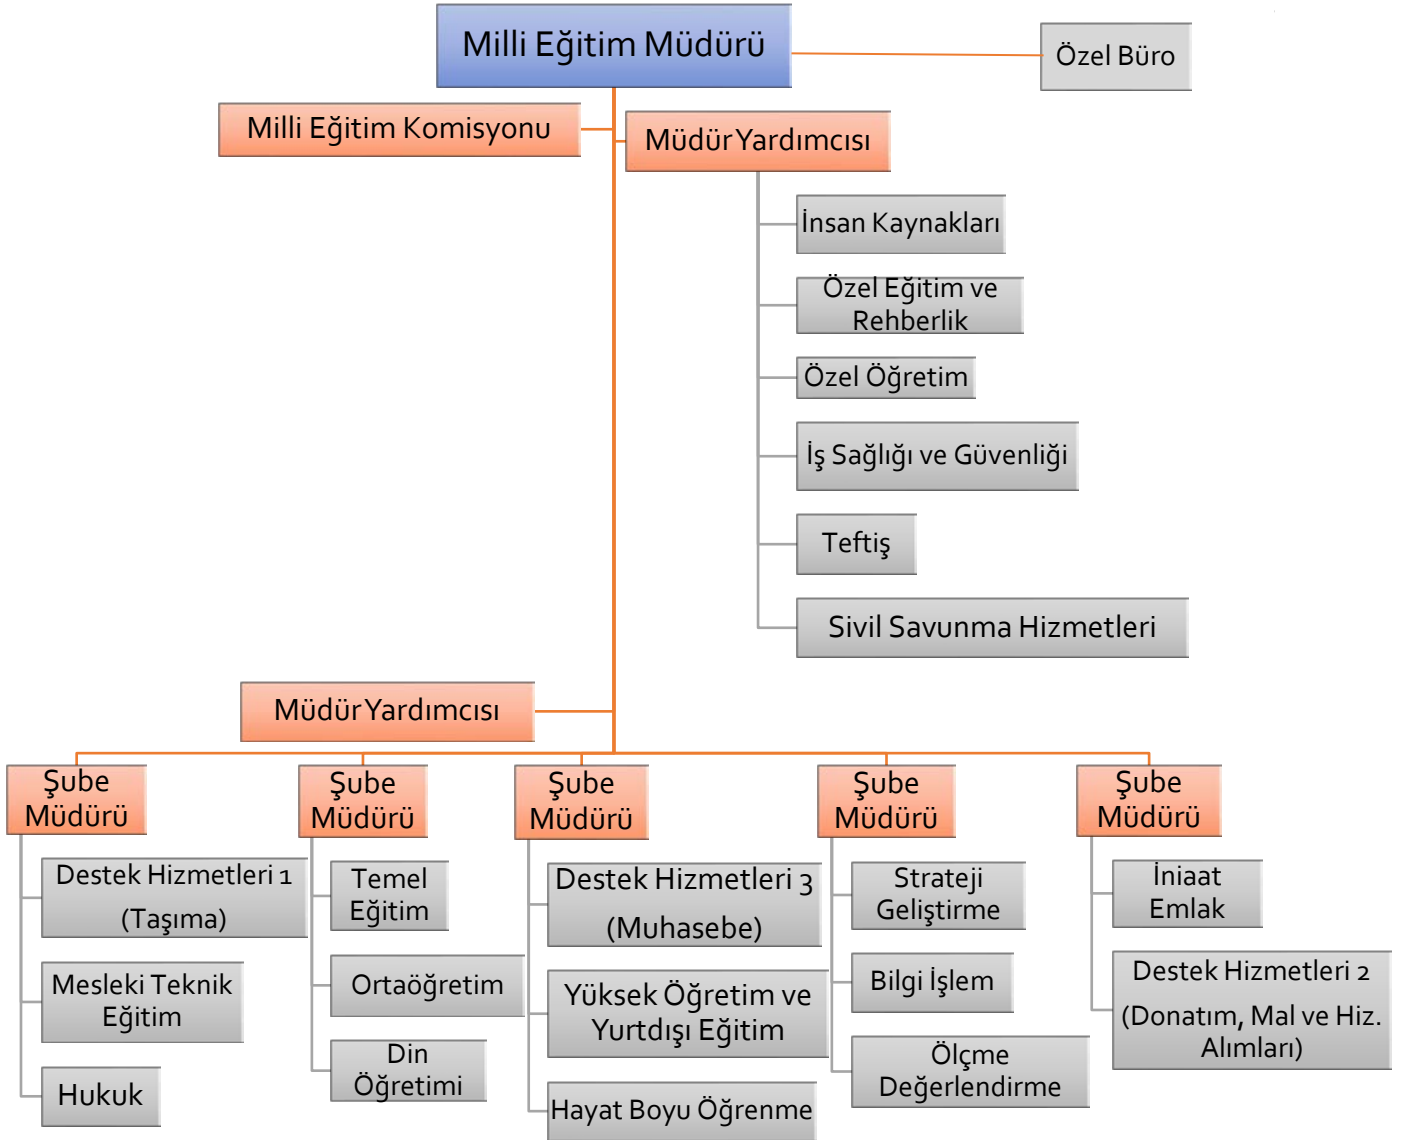 Milli Eğitim Müdürü
Özel Büro
Milli Eğitim Komisyonu
Müdür Yardımcısı
İnsan Kaynakları
Özel Eğitim ve
Rehberlik
Özel Öğretim
İş Sağlığı ve Güvenliği
Teftiş
Sivil Savunma Hizmetleri
Müdür Yardımcısı
Şube
Müdürü
Destek Hizmetleri 1
(Taşıma)
Mesleki Teknik
Eğitim
Hukuk
Şube
Müdürü
Temel
Eğitim
Ortaöğretim
Din
Öğretimi
Şube
Müdürü
Destek Hizmetleri 3
(Muhasebe)
Yüksek Öğretim ve
Yurtdışı Eğitim
Hayat Boyu Öğrenme
Şube
Müdürü
Strateji
Geliştirme
Bilgi İşlem
Ölçme
Değerlendirme
Şube
Müdürü
İniaat
Emlak
Destek Hizmetleri 2
(Donatım, Mal ve Hiz.
Alımları)